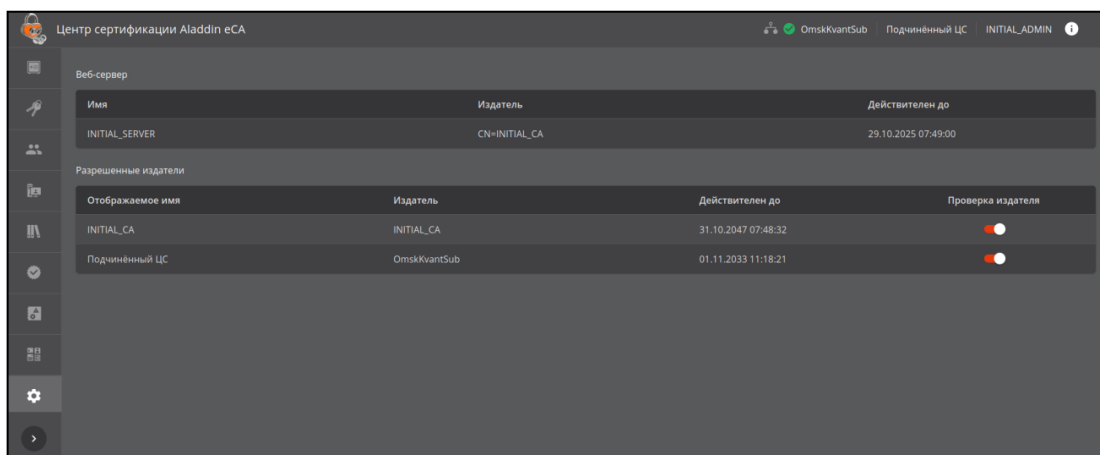 Центр сертификации Aladdin eCA OmskKvantSub Подчинённый ЦС INITIAL_ADMIN
Веб-сервер
Имя Издатель Действителен до
INITIAL_SERVER CN=INITIAL_CA 29.10.2025 07:49:00
Разрешенные издатели
Отображаемое имя Издатель Действителен до Проверка издателя
INITIAL_CA INITIAL_CA 31.10.2047 07:48:32
Подчинённый ЦС OmskKvantSub 01.11.2033 11:18:21